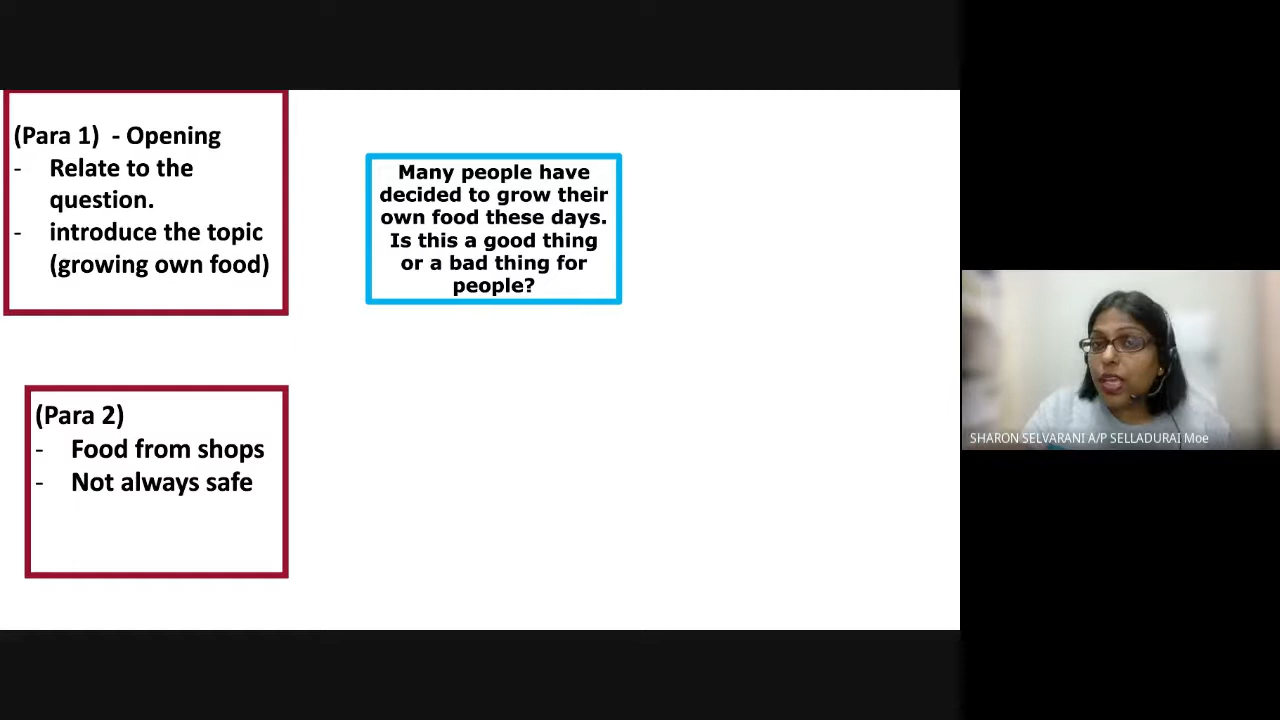 (Para 1)  - Opening
- Relate to the
question.
- introduce the topic
(growing own food)
Many people have
decided to grow their
own food these days.
Is this a good thing
or a bad thing for
people?
(Para 2)
- Food from shops
- Not always safe
SHARON SELVARANI A/P SELLADURAI Moe